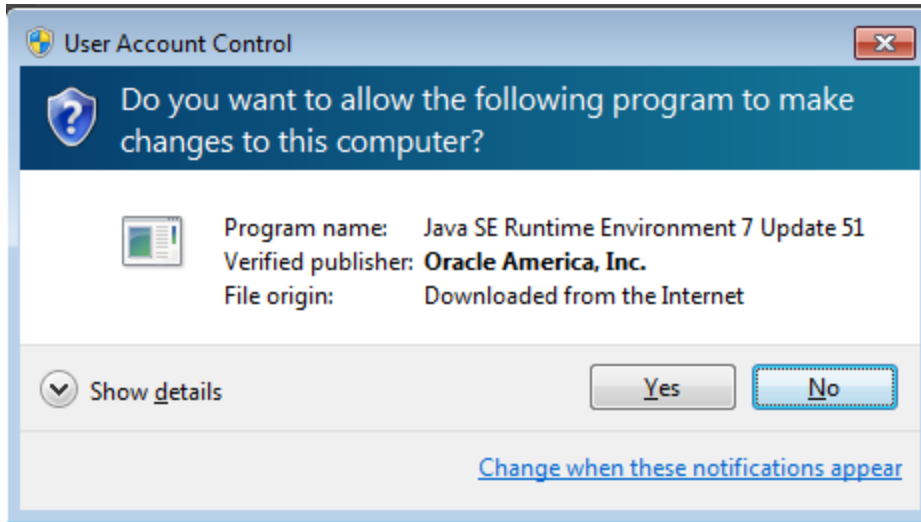 User Account Control
Do you want to allow the following program to make
changes to this computer?
Program name: Java SE Runtime Environment 7 Update 51
Verified publisher: Oracle America, Inc.
File origin: Downloaded from the Internet
Show details
Yes
No
Change when these notifications appear